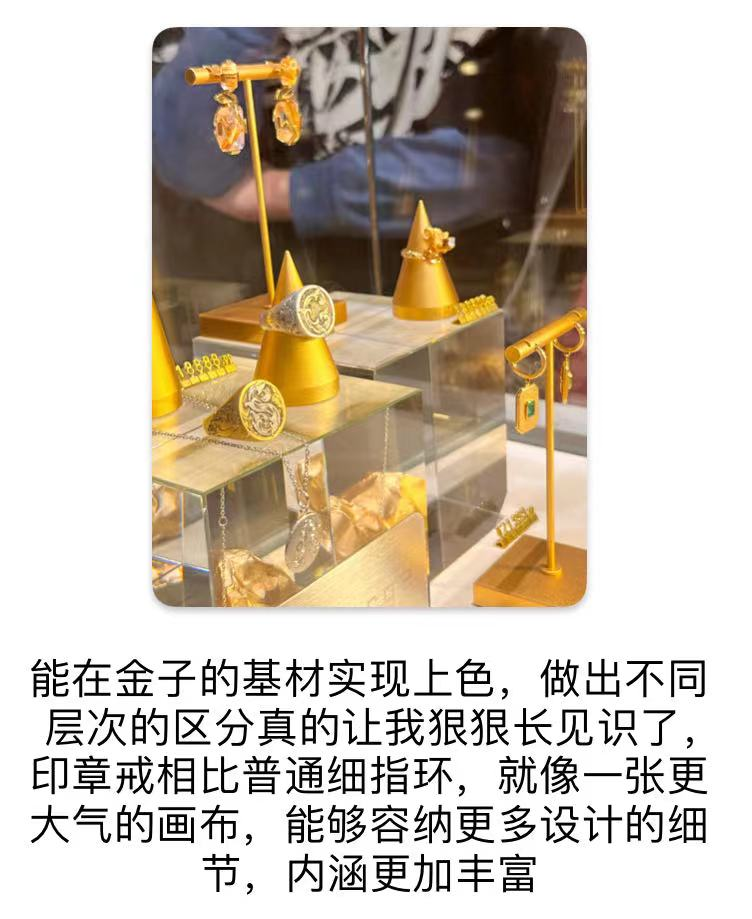 能在金子的基材实现上色，做出不同
层次的区分真的让我狠狠长见识了，
印章戒相比普通细指环，就像一张更
大气的画布，能够容纳更多设计的细
节，内涵更加丰富